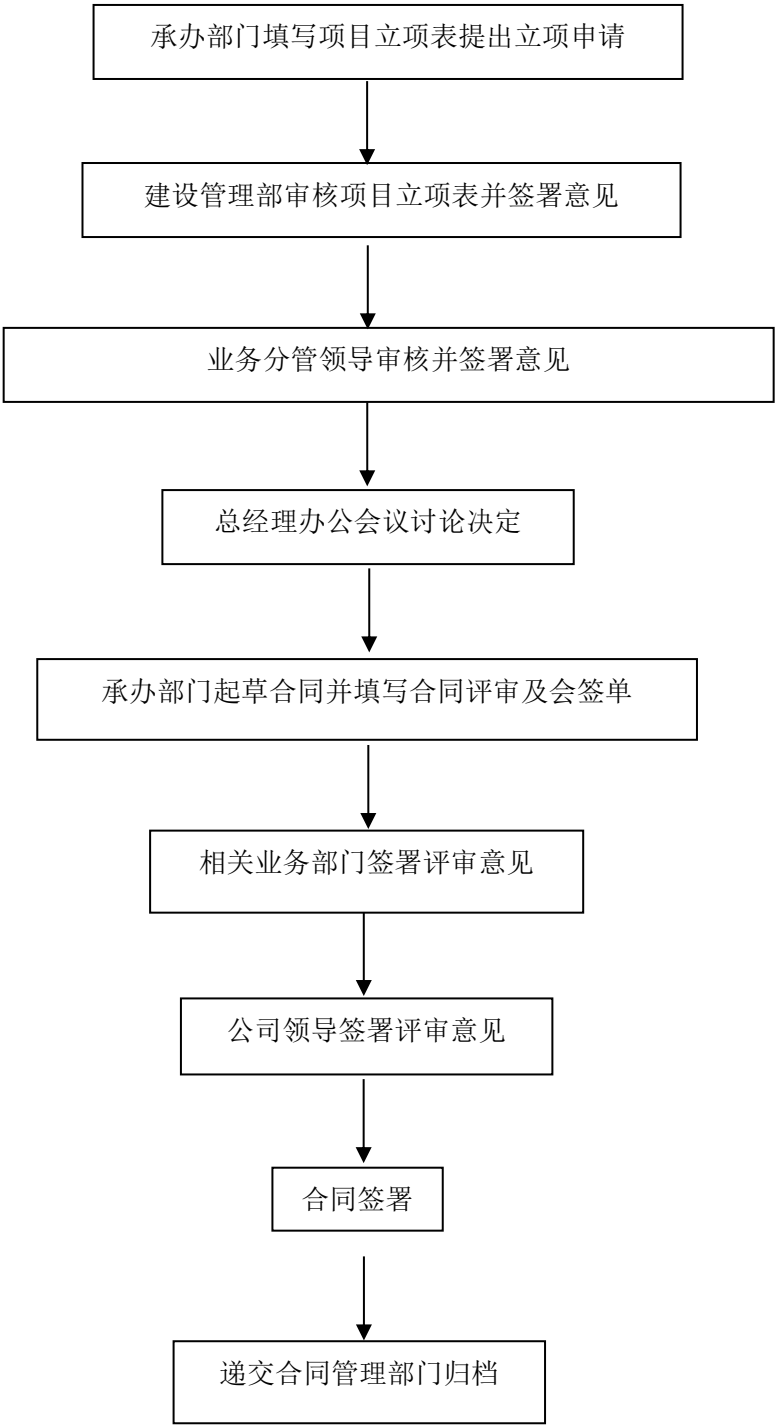 承办部门填写项目立项表提出立项申请
建设管理部审核项目立项表并签署意见
业务分管领导审核并签署意见
总经理办公会议讨论决定
承办部门起草合同并填写合同评审及会签单
相关业务部门签署评审意见
公司领导签署评审意见
合同签署
递交合同管理部门归档